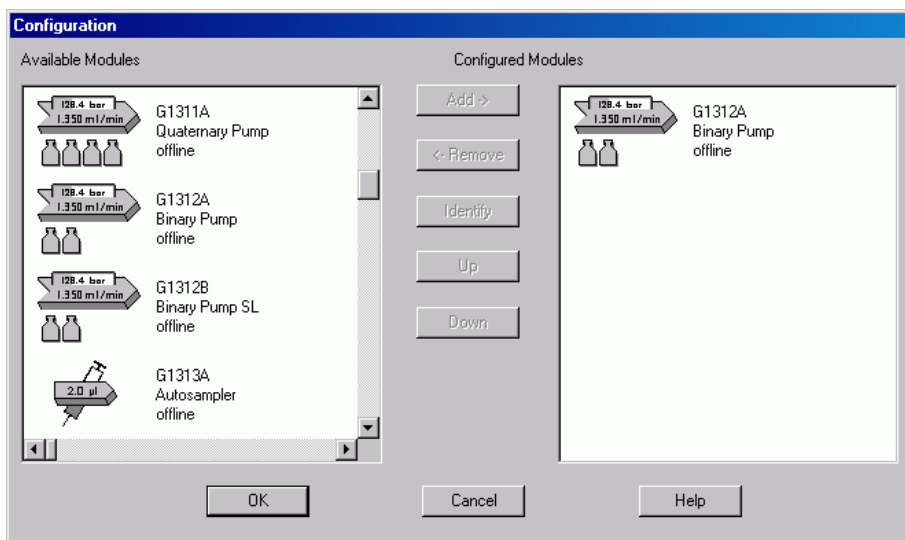 Configuration
Available Modules
Configured Modules
128.4 bar
1.350 ml/min
G1311A
Quaternary Pump
offline
128.4 bar
1.350 ml/min
G1312A
Binary Pump
offline
128.4 bar
1.350 ml/min
G1312B
Binary Pump SL
offline
2.0 µl
G1313A
Autosampler
offline
Add ->
<- Remove
Identify
Up
Down
128.4 bar
1.350 ml/min
G1312A
Binary Pump
offline
OK
Cancel
Help